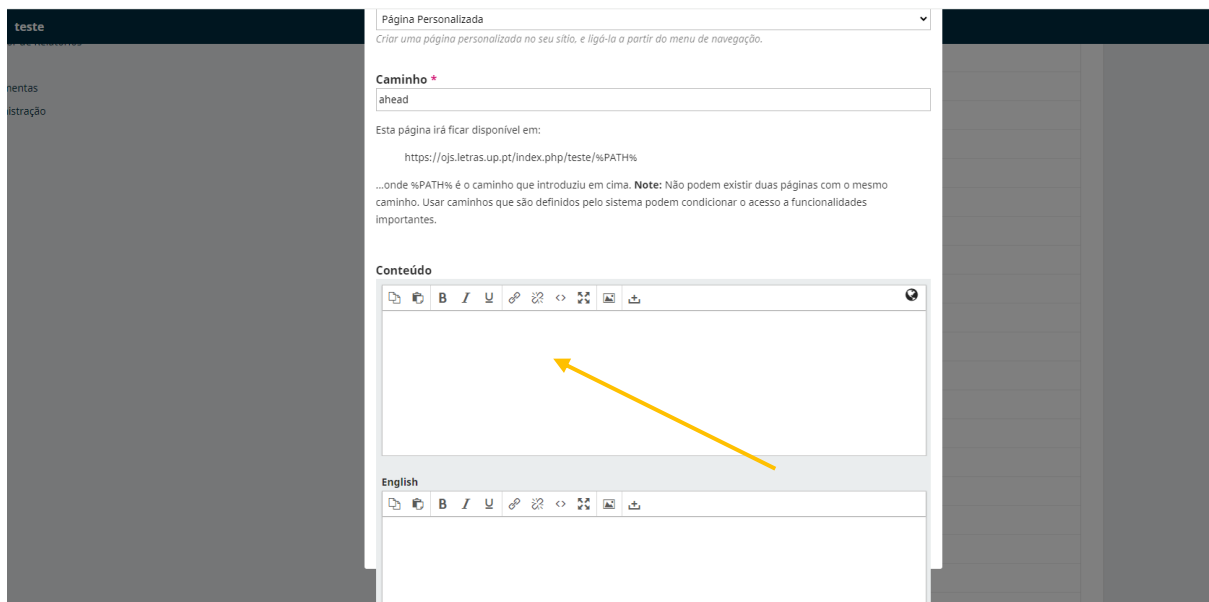 teste
mentas
istração
Página Personalizada
Criar uma página personalizada no seu sítio, e ligá-la a partir do menu de navegação.
Caminho *
ahead
Esta página irá ficar disponível em:
https://ojs.letras.up.pt/index.php/teste/%PATH%
...onde %PATH% é o caminho que introduziu em cima. Note: Não podem existir duas páginas com o mesmo
caminho. Usar caminhos que são definidos pelo sistema podem condicionar o acesso a funcionalidades
importantes.
Conteúdo
B I U
English
B I U